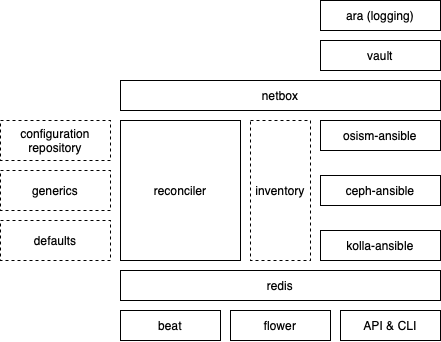 ara (logging)
vault
netbox
configuration
repository
generics
defaults
reconciler
inventory
osism-ansible
ceph-ansible
kolla-ansible
redis
beat
flower
API & CLI